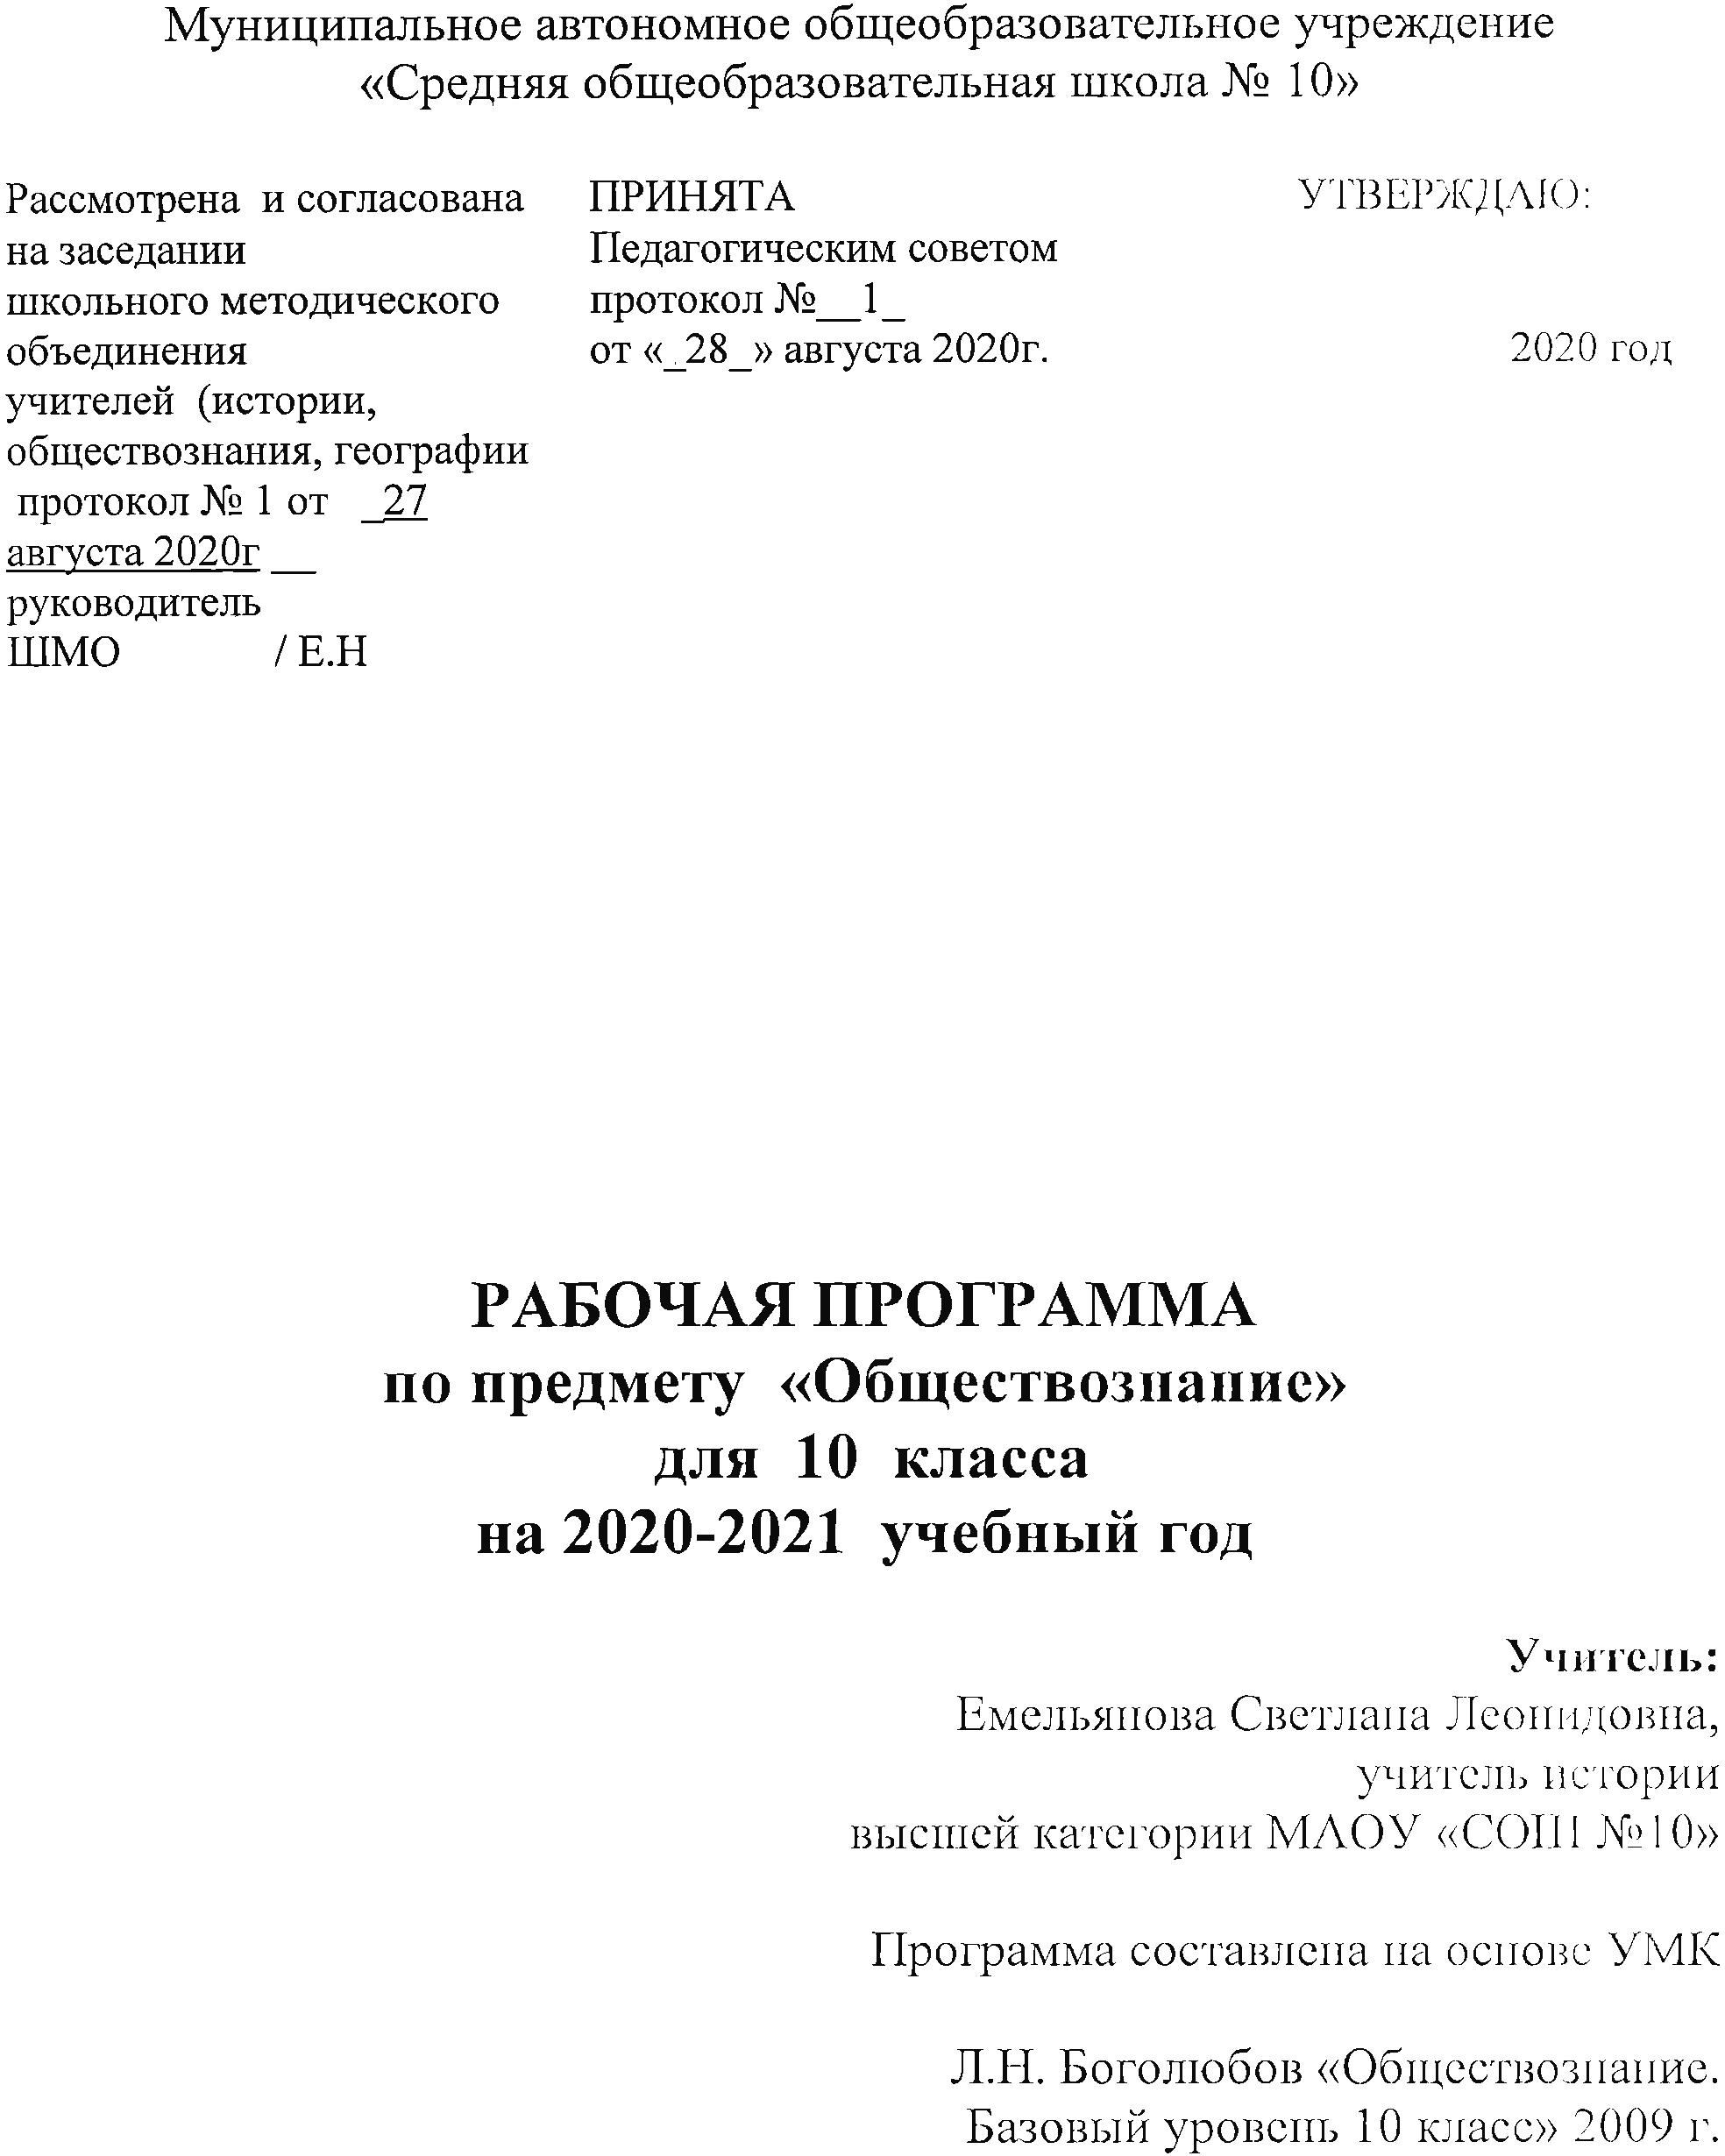 Муниципальное автономное общеобразовательное учреждение
«Средняя общеобразовательная школа № 10»
Рассмотрена и согласована
на заседании
школьного методического
объединения
учителей (истории,
обществознания, географии
протокол № 1 от _27
августа 2020г __
руководитель
ШМО / Е.Н
ПРИНЯТА
Педагогическим советом
протокол №__1_
от «_28_» августа 2020г.
УТВЕРЖДАЮ:
2020 год
РАБОЧАЯ ПРОГРАММА
по предмету «Обществознание»
для 10 класса
на 2020-2021 учебный год
Учитель:
Емельянова Светлана Леонидовна,
учитель истории
высшей категории МАОУ «СОШ №10»
Программа составлена на основе УМК
Л.Н. Боголюбов «Обществознание.
Базовый уровень 10 класс» 2009 г.